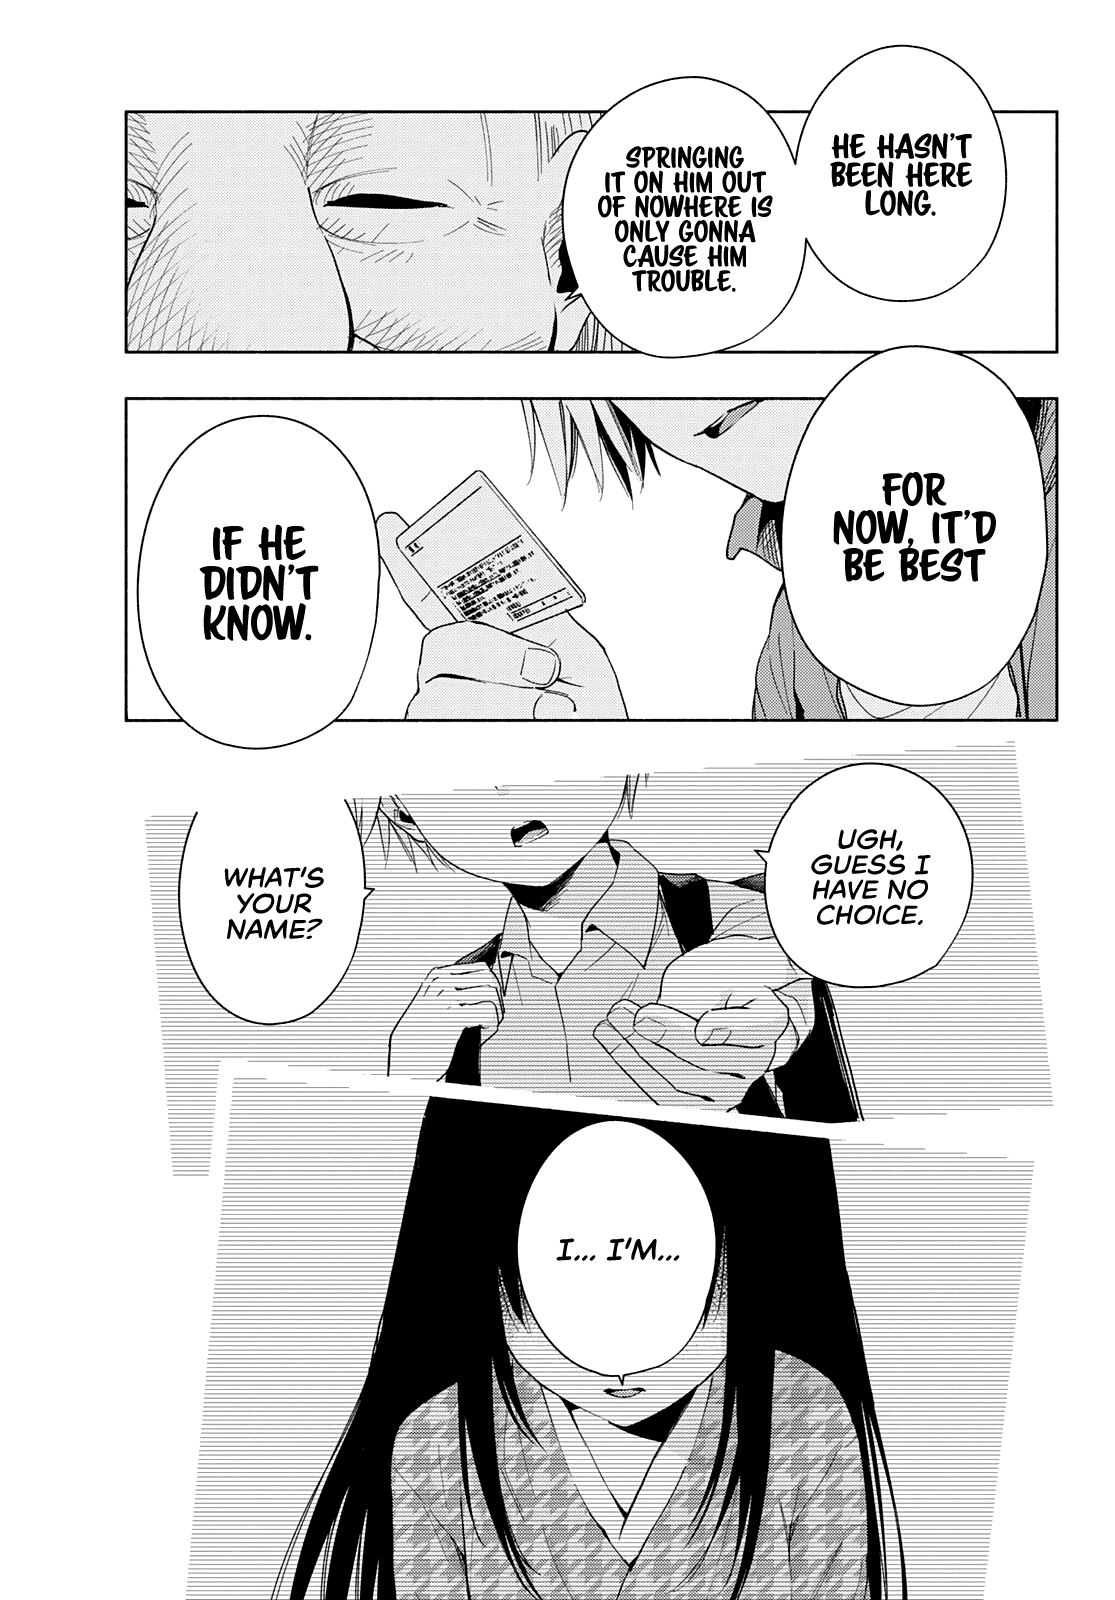 HE HASN'T
BEEN HERE
LONG.
SPRINGING
IT ON HIM OUT
OF NOWHERE IS
ONLY GONNA
CAUSE HIM
TROUBLE.
FOR
NOW, IT'D
BE BEST
IF HE
DIDN'T
KNOW.
UGH,
GUESS I
HAVE NO
CHOICE.
WHAT'S
YOUR
NAME?
I... I'M...